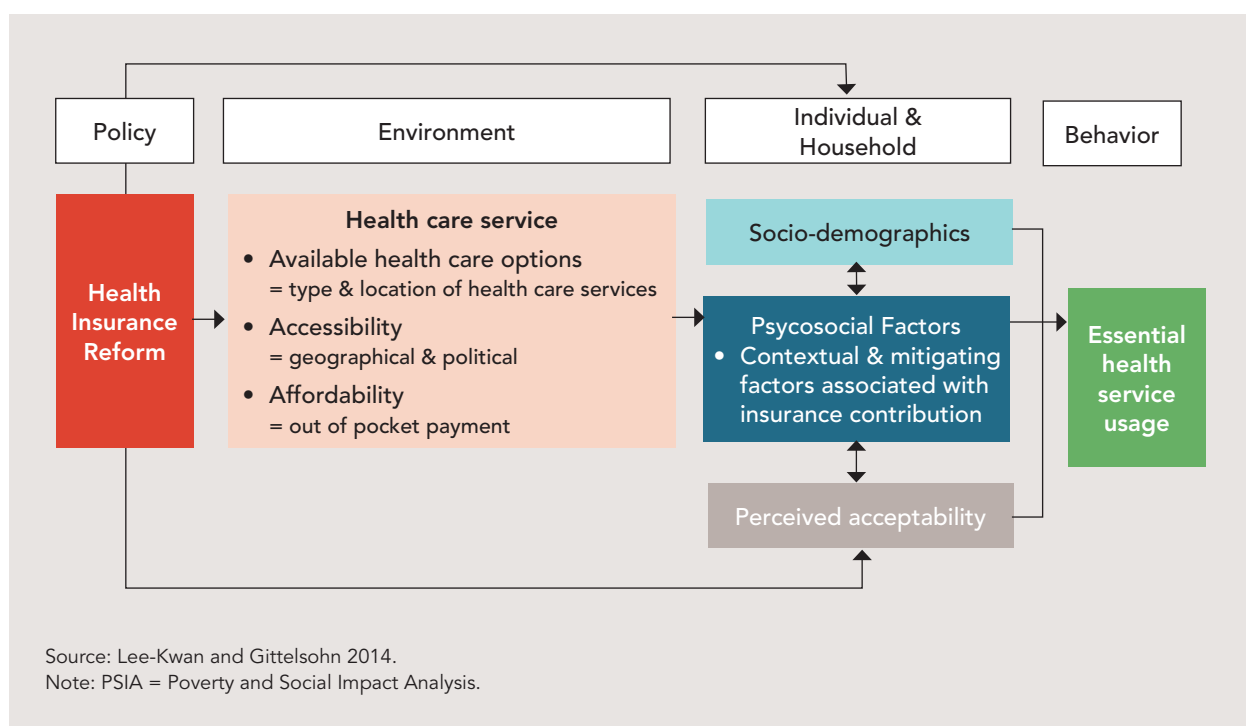 Policy
Environment
Individual &
Household
Behavior
Health
Insurance
Reform
Health care service
• Available health care options
= type & location of health care services
• Accessibility
= geographical & political
• Affordability
= out of pocket payment
Socio-demographics
Psycosocial Factors
• Contextual & mitigating
factors associated with
insurance contribution
Perceived acceptability
Essential
health
service
usage
Source: Lee-Kwan and Gittelsohn 2014.
Note: PSIA = Poverty and Social Impact Analysis.